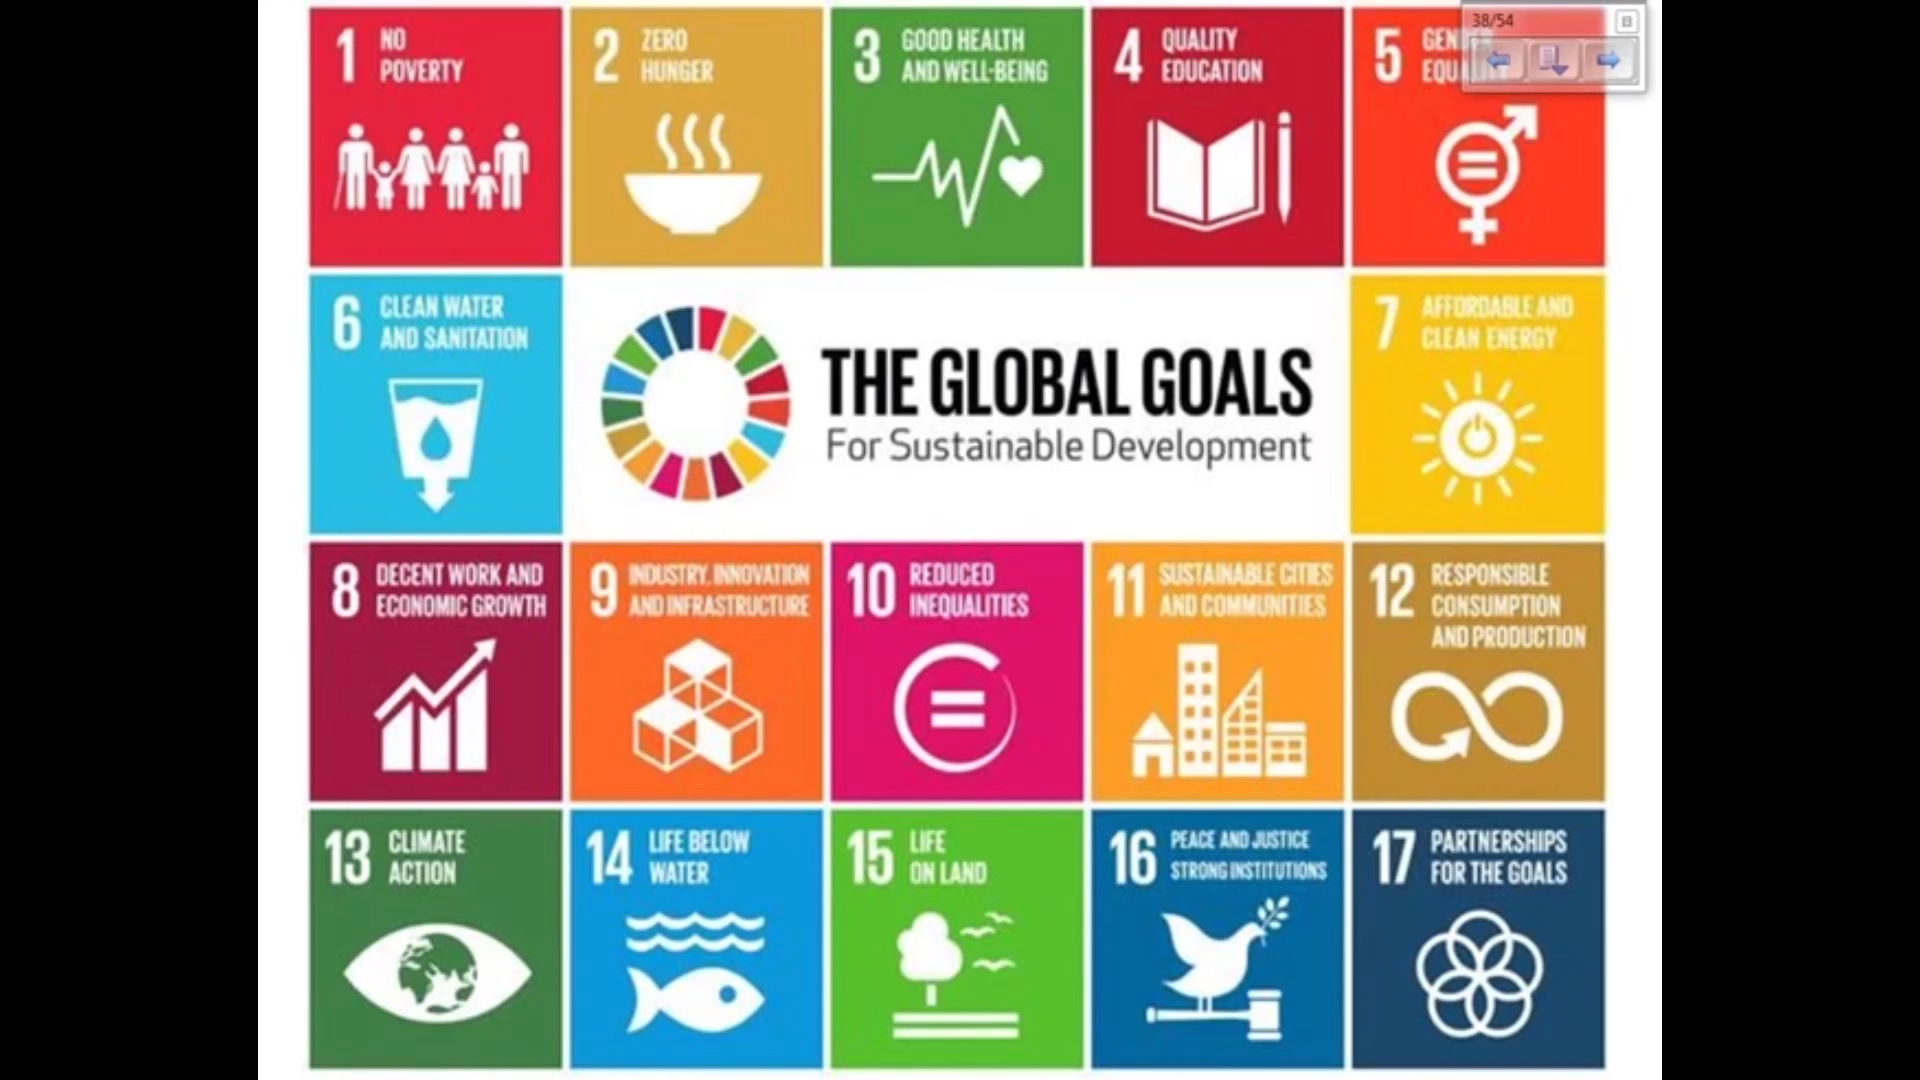 1 NO
POVERTY
2 ZERO
HUNGER
3 GOOD HEALTH
AND WELL-BEING
4 QUALITY
EDUCATION
5
38/54
6 CLEAN WATER
AND SANITATION
THE GLOBAL GOALS
For Sustainable Development
7 AFFORDABLE AND
CLEAN ENERGY
8 DECENT WORK AND
ECONOMIC GROWTH
9 INDUSTRY, INNOVATION
AND INFRASTRUCTURE
10 REDUCED
INEQUALITIES
11 SUSTAINABLE CITIES
AND COMMUNITIES
12 RESPONSIBLE
CONSUMPTION
AND PRODUCTION
13 CLIMATE
ACTION
14 LIFE BELOW
WATER
15 LIFE
ON LAND
16 PEACE AND JUSTICE
STRONG INSTITUTIONS
17 PARTNERSHIPS
FOR THE GOALS